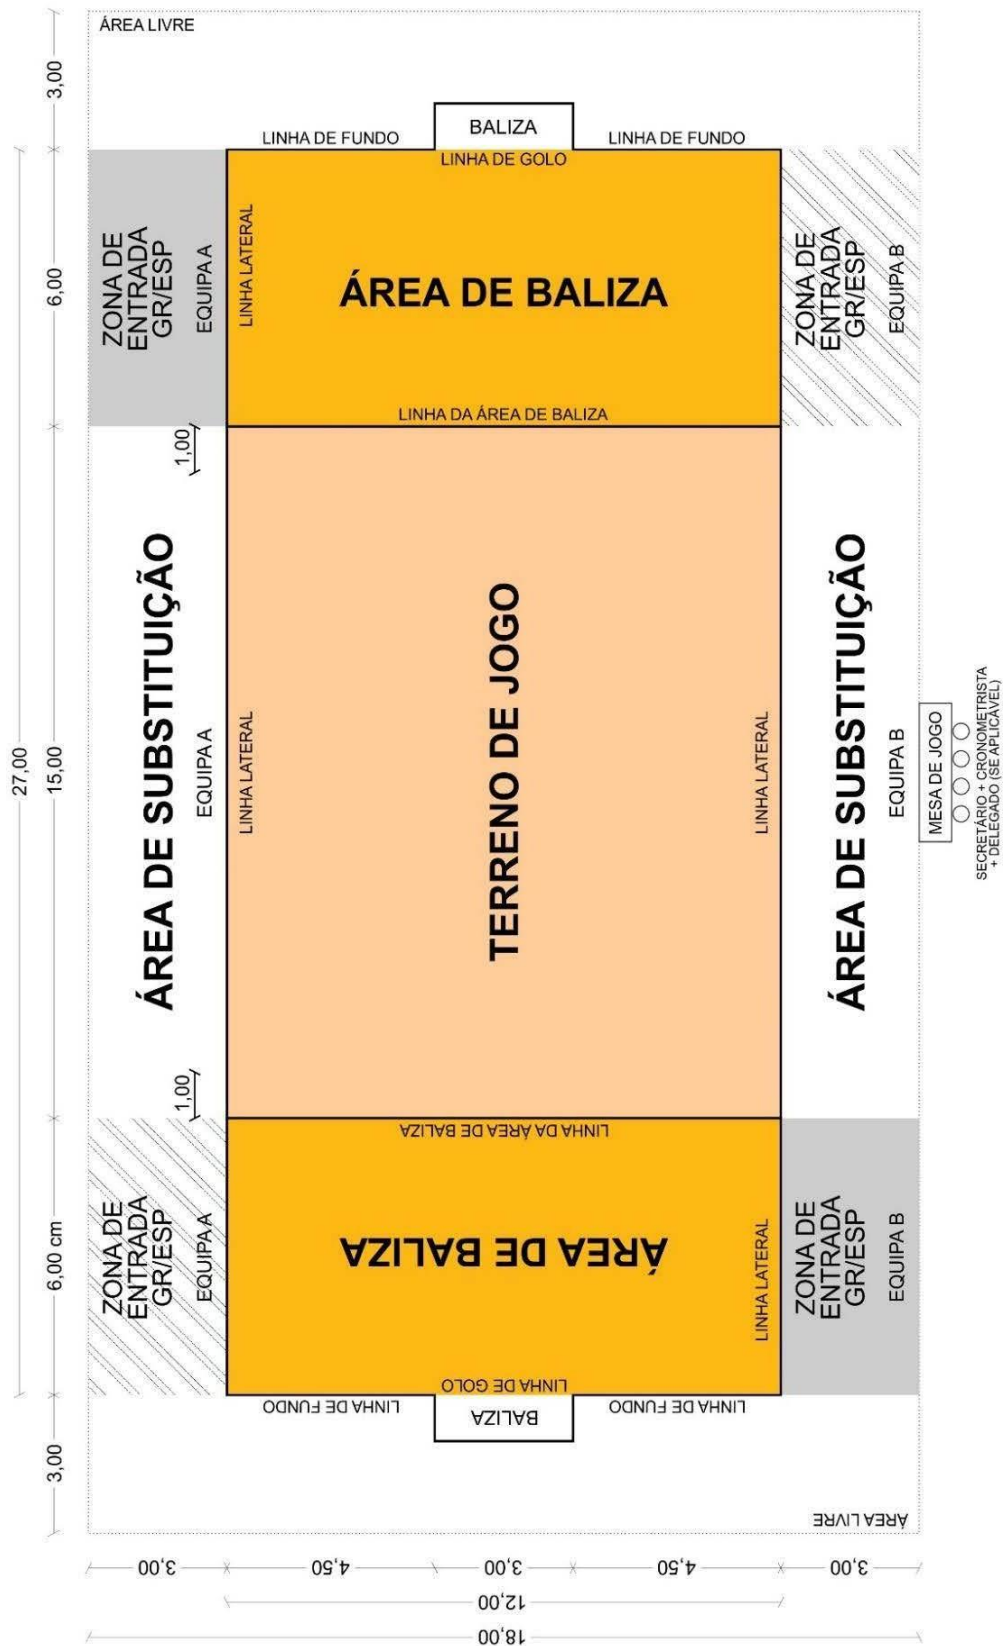 ÁREA LIVRE
3,00
BALIZA
LINHA DE FUNDO
LINHA DE FUNDO
LINHA DE GOLO
6,00
ZONA DE
ENTRADA
GR/ESP
EQUIPA A
LINHA LATERAL
ÁREA DE BALIZA
ZONA DE
ENTRADA
GR/ESP
EQUIPA B
LINHA DA ÁREA DE BALIZA
1,00
27,00
15,00
ÁREA DE SUBSTITUIÇÃO
EQUIPA A
LINHA LATERAL
TERRENO DE JOGO
LINHA LATERAL
ÁREA DE SUBSTITUIÇÃO
EQUIPA B
MESA DE JOGO
SECRETÁRIO + CRONOMETRISTA
+ DELEGADO (SE APLICÁVEL)
1,00
LINHA DA ÁREA DE BALIZA
6,00 cm
ZONA DE
ENTRADA
GR/ESP
EQUIPA A
ÁREA DE BALIZA
LINHA LATERAL
ZONA DE
ENTRADA
GR/ESP
EQUIPA B
LINHA DE GOLO
LINHA DE FUNDO
BALIZA
LINHA DE FUNDO
3,00
ÁREA LIVRE
3,00
4,50
3,00
4,50
3,00
12,00
18,00